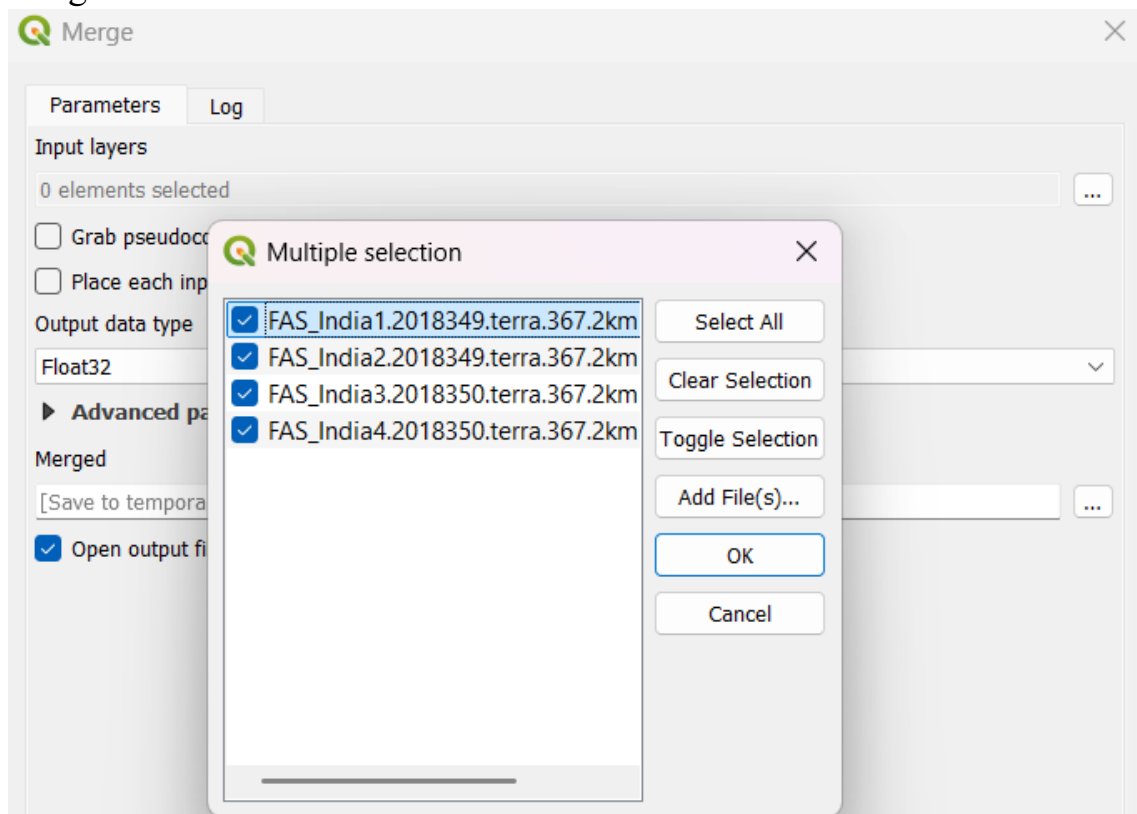 Merge
Parameters Log
Input layers
0 elements selected
...
Grab pseudoc
Multiple selection
Place each inp
FAS_India1.2018349.terra.367.2km
Select All
Output data type
FAS_India2.2018349.terra.367.2km
Float32
Clear Selection
FAS_India3.2018350.terra.367.2km
Advanced pa
FAS_India4.2018350.terra.367.2km
Toggle Selection
Merged
[Save to tempora
Add File(s)...
...
Open output fi
OK
Cancel